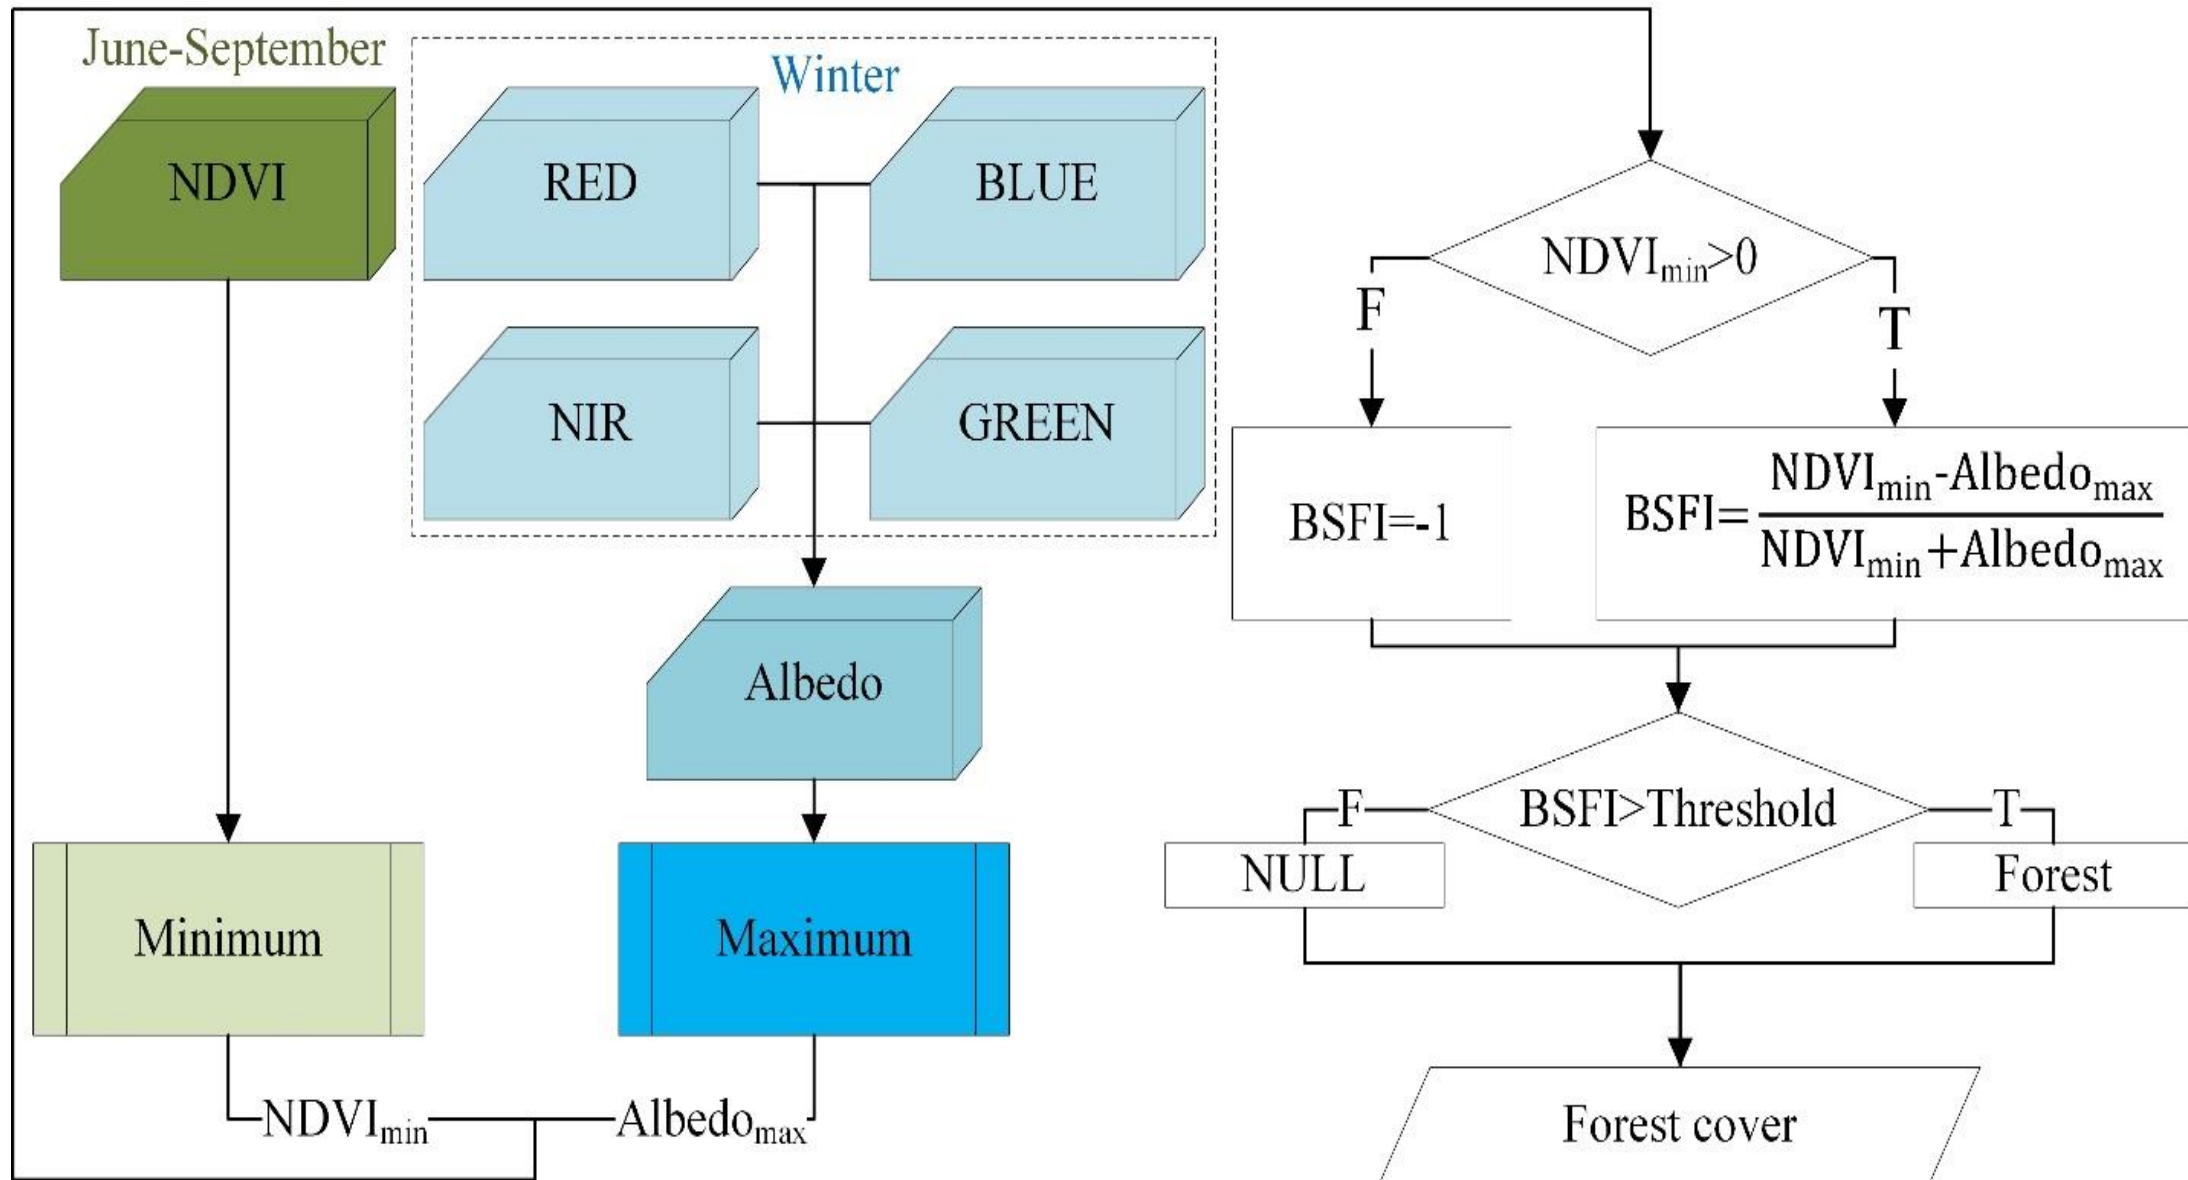 June-September
Winter
NDVI
RED
BLUE
NIR
GREEN
Albedo
Minimum
Maximum
NDVImin
Albedomax
NDVImin>0
F
T
BSFI=-1
BSFI=NDVImin-Albedomax
NDVImin+Albedomax
BSFI>Threshold
F
T
NULL
Forest
Forest cover